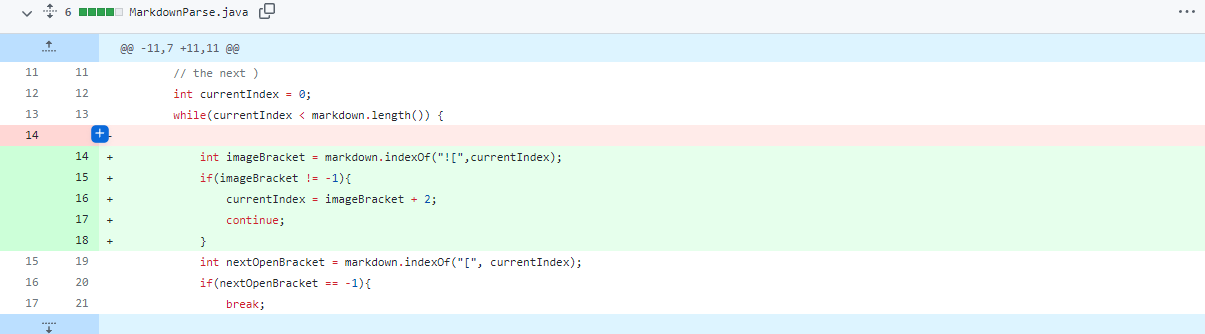 6 MarkdownParse.java
@@ -11,7 +11,11 @@
11 11 // the next )
12 12 int currentIndex = 0;
13 13 while(currentIndex < markdown.length()) {
14 -
14 + int imageBracket = markdown.indexOf("![",currentIndex);
15 + if(imageBracket != -1){
16 + currentIndex = imageBracket + 2;
17 + continue;
18 + }
15 19 int nextOpenBracket = markdown.indexOf("[", currentIndex);
16 20 if(nextOpenBracket == -1){
17 21 break;